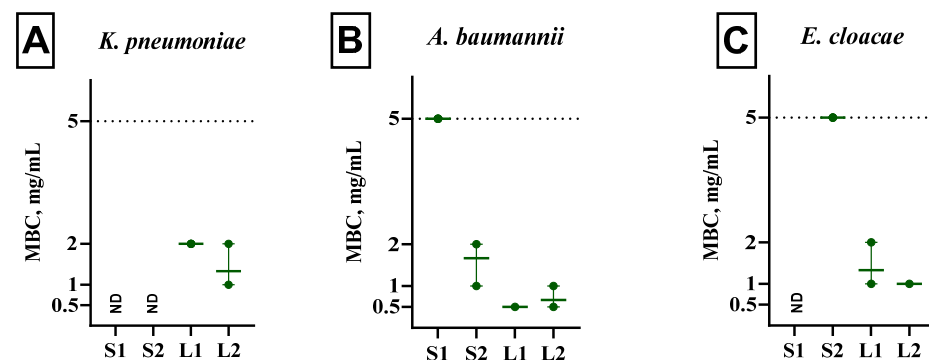 A
K. pneumoniae
MBC, mg/mL
5
2
1
0.5
ND
ND
S1 S2 L1 L2
B
A. baumannii
MBC, mg/mL
5
2
1
0.5
S1 S2 L1 L2
C
E. cloacae
MBC, mg/mL
5
2
1
0.5
ND
S1 S2 L1 L2